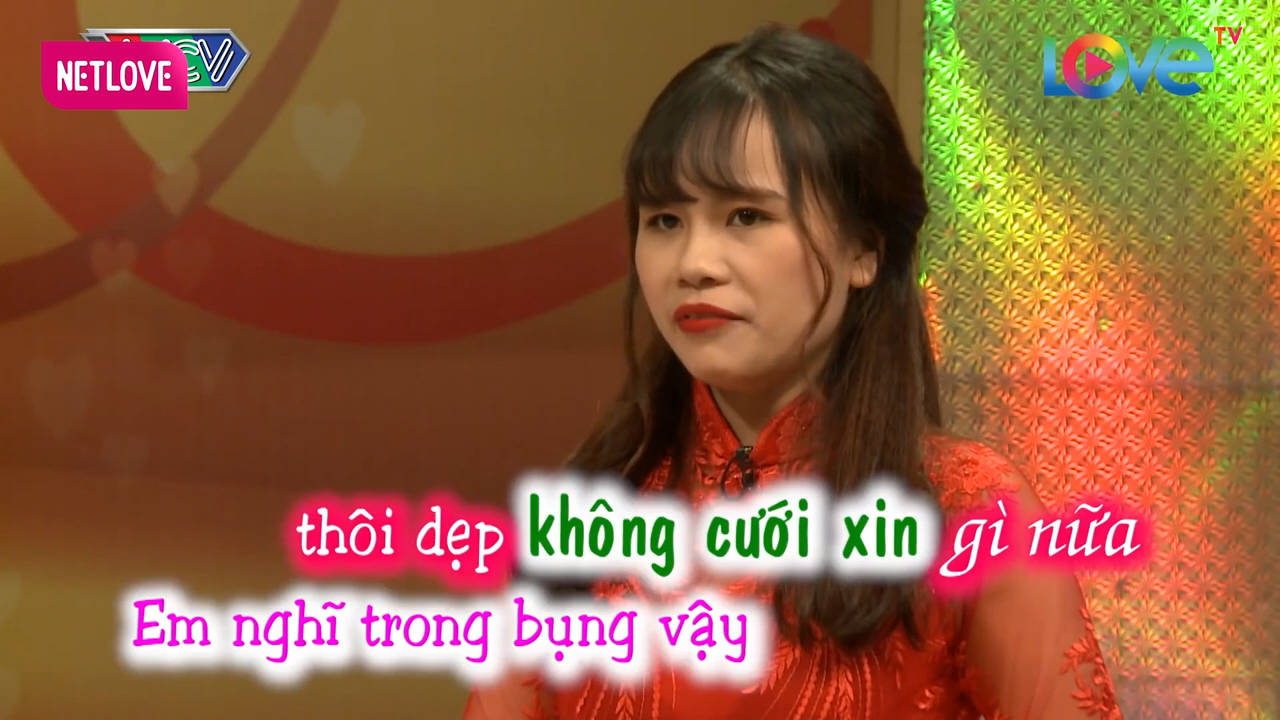 NETLOVE
LOVE TV
thôi dẹp không cưới xin gì nữa
Em nghĩ trong bụng vậy